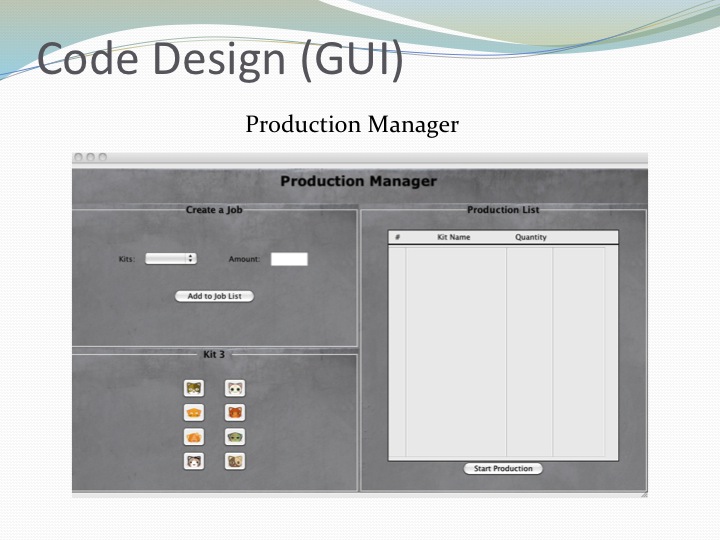 Code Design (GUI)
Production Manager
Production Manager
Create a Job
Kits:
Amount:
Add to Job List
Kit 3
Production List
# Kit Name Quantity
Start Production